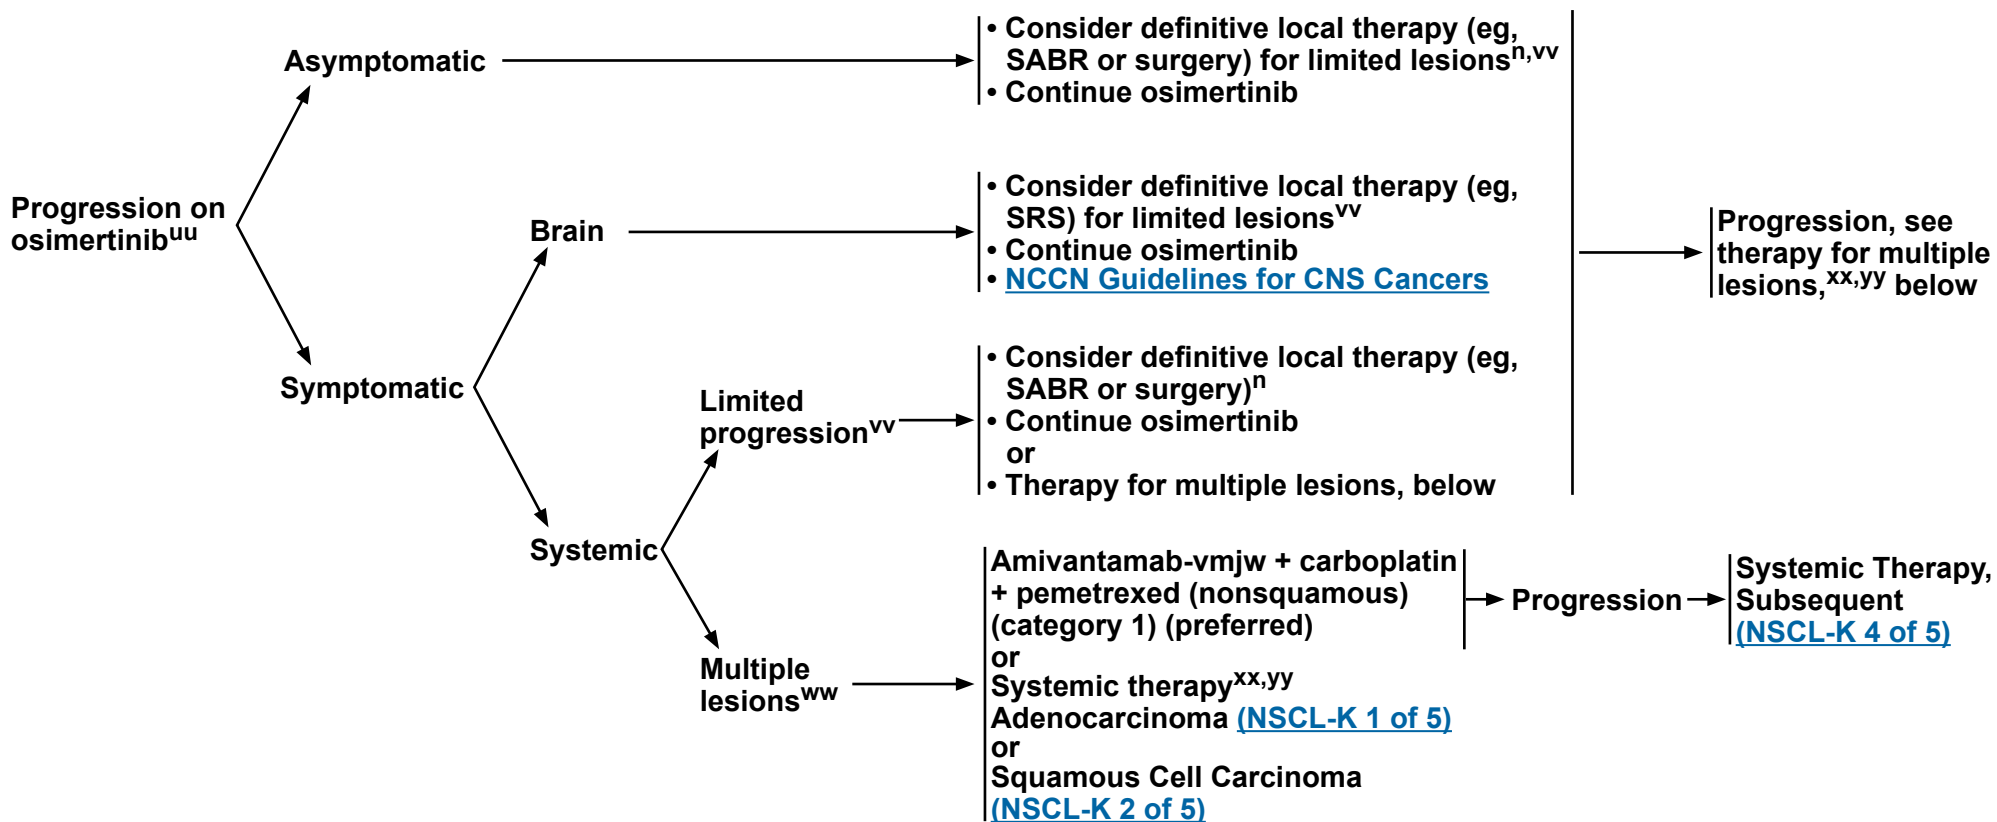 Asymptomatic
• Consider definitive local therapy (eg,
SABR or surgery) for limited lesionsn,vv
• Continue osimertinib
Progression on
osimertinibuu
Brain
• Consider definitive local therapy (eg,
SRS) for limited lesionsvv
• Continue osimertinib
• NCCN Guidelines for CNS Cancers
Progression, see
therapy for multiple
lesions,xx,yy below
Symptomatic
Limited
progressionvv
• Consider definitive local therapy (eg,
SABR or surgery)n
• Continue osimertinib
or
• Therapy for multiple lesions, below
Systemic
Multiple
lesionsww
Amivantamab-vmjw + carboplatin
+ pemetrexed (nonsquamous)
(category 1) (preferred)
or
Systemic therapyxx,yy
Adenocarcinoma (NSCL-K 1 of 5)
or
Squamous Cell Carcinoma
(NSCL-K 2 of 5)
Progression
Systemic Therapy,
Subsequent
(NSCL-K 4 of 5)